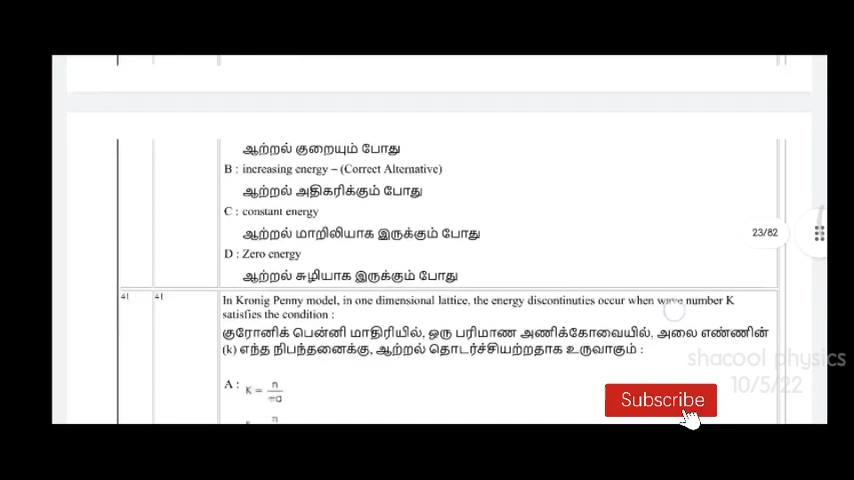 ஆற்றல் குறையும் போது
B : increasing energy – (Correct Alternative)
ஆற்றல் அதிகரிக்கும் போது
C : constant energy
ஆற்றல் மாறிலியாக இருக்கும் போது
23/82
D : Zero energy
ஆற்றல் சுழியாக இருக்கும் போது
41 41 In Kronig Penny model, in one dimensional lattice, the energy discontinuties occur when wave number K
satisfies the condition :
குரோனிக் பென்னி மாதிரியில், ஒரு பரிமாண அணிக்கோவையில், அலை எண்ணின்
(k) எந்த நிபந்தனைக்கு, ஆற்றல் தொடர்ச்சியற்றதாக உருவாகும் :
shacool physics
10/5/22
A : K = n/πa
Subscribe
n